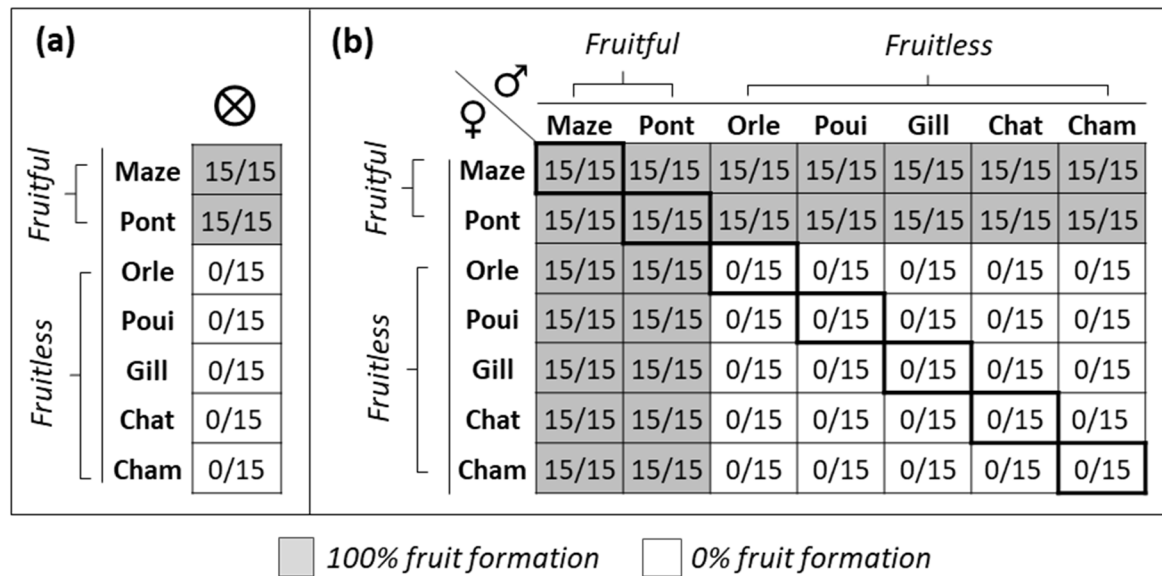 (a)
⊗
Fruitful
Maze 15/15
Pont 15/15
Fruitless
Orle 0/15
Poui 0/15
Gill 0/15
Chat 0/15
Cham 0/15
(b)
Fruitful Fruitless
♀ ♂
Maze Pont Orle Poui Gill Chat Cham
Fruitful
Maze 15/15 15/15 15/15 15/15 15/15 15/15 15/15
Pont 15/15 15/15 15/15 15/15 15/15 15/15 15/15
Fruitless
Orle 15/15 15/15 0/15 0/15 0/15 0/15 0/15
Poui 15/15 15/15 0/15 0/15 0/15 0/15 0/15
Gill 15/15 15/15 0/15 0/15 0/15 0/15 0/15
Chat 15/15 15/15 0/15 0/15 0/15 0/15 0/15
Cham 15/15 15/15 0/15 0/15 0/15 0/15 0/15
100% fruit formation 0% fruit formation